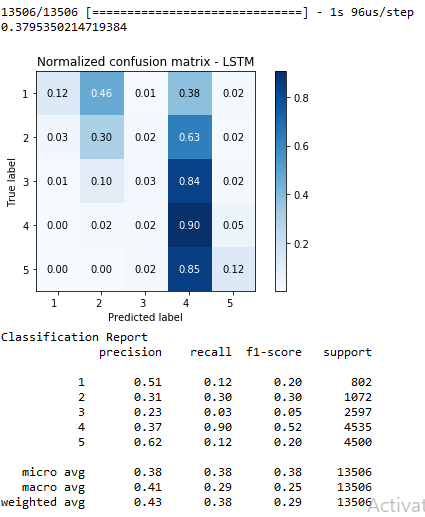 13506/13506 [==============================] - 1s 96us/step
0.3795350214719384
Normalized confusion matrix - LSTM
1 0.12 0.46 0.01 0.38 0.02
2 0.03 0.30 0.02 0.63 0.02
3 0.01 0.10 0.03 0.84 0.02
4 0.00 0.02 0.02 0.90 0.05
5 0.00 0.00 0.02 0.85 0.12
1 2 3 4 5
True label
Predicted label
0.8
0.6
0.4
0.2
Classification Report
precision recall f1-score support
1 0.51 0.12 0.20 802
2 0.31 0.30 0.30 1072
3 0.23 0.03 0.05 2597
4 0.37 0.90 0.52 4535
5 0.62 0.12 0.20 4500
micro avg 0.38 0.38 0.38 13506
macro avg 0.41 0.29 0.25 13506
weighted avg 0.43 0.38 0.29 13506
Activat